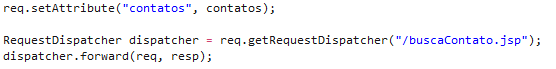 req.setAttribute("contatos", contatos);
RequestDispatcher dispatcher = req.getRequestDispatcher("/buscaContato.jsp");
dispatcher.forward(req, resp);